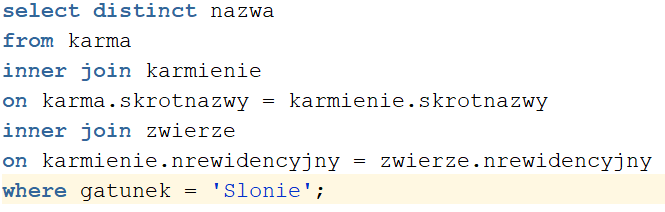 select distinct nazwa
from karma
inner join karmienie
on karma.skrotnazwy = karmienie.skrotnazwy
inner join zwierze
on karmienie.nrewidencyjny = zwierze.nrewidencyjny
where gatunek = 'Slonie';